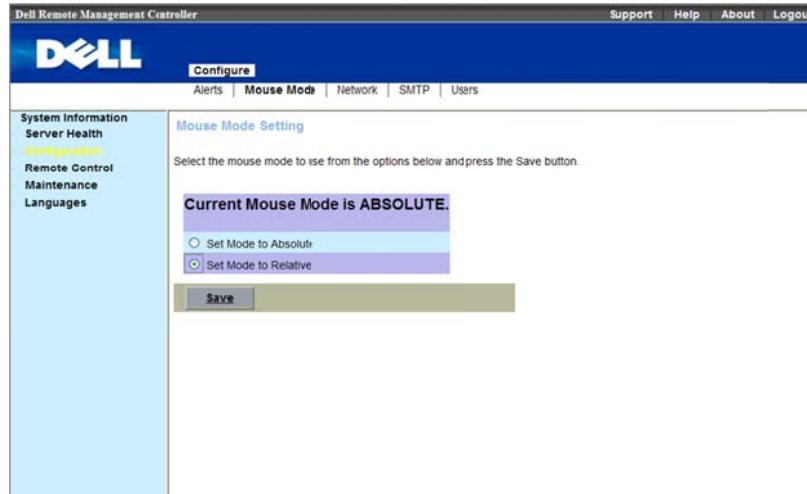 Dell Remote Management Controller
Support Help About Logou
DELL
Configure
Alerts Mouse Mode Network SMTP Users
System Information
Server Health
Configuration
Remote Control
Maintenance
Languages
Mouse Mode Setting
Select the mouse mode to use from the options below and press the Save button.
Current Mouse Mode is ABSOLUTE.
Set Mode to Absolute
Set Mode to Relative
Save